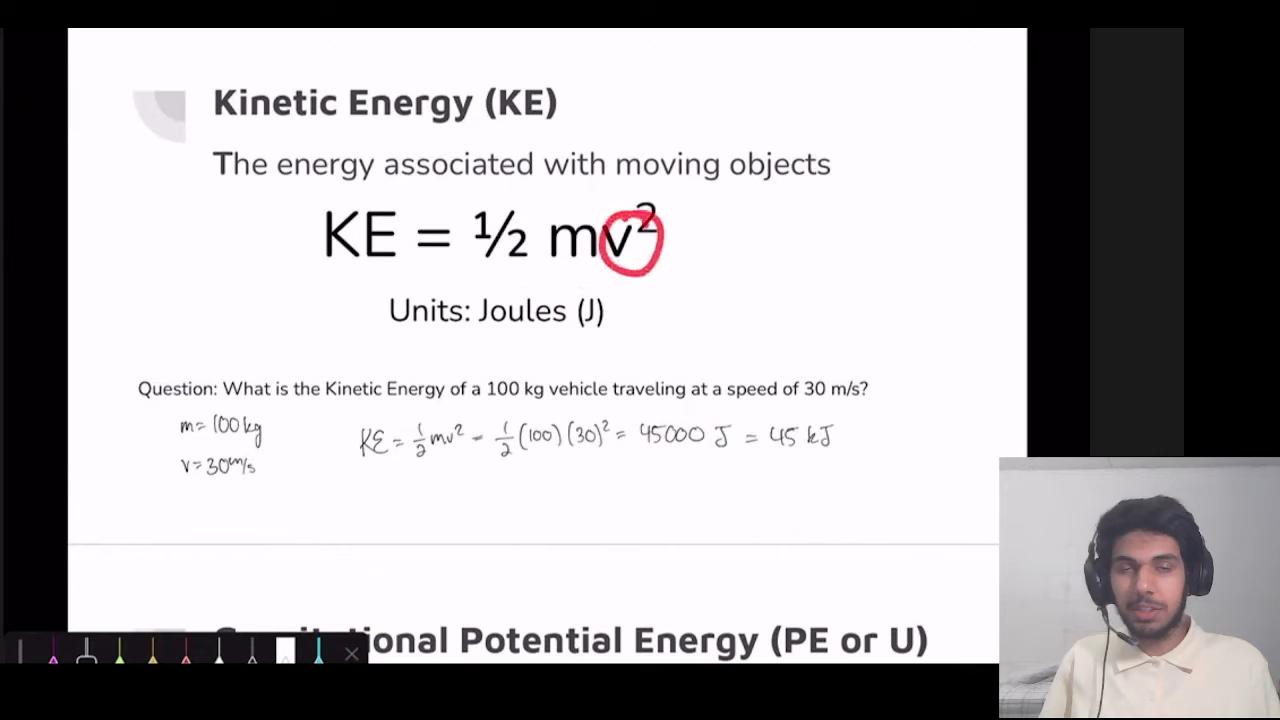 Kinetic Energy (KE)
The energy associated with moving objects
KE = ½ mv²
Units: Joules (J)
Question: What is the Kinetic Energy of a 100 kg vehicle traveling at a speed of 30 m/s?
m= 100 kg
KE = ½ mv² = ½ (100) (30)² = 45000 J = 45 kJ
v= 30m/s
Potential Energy (PE or U)